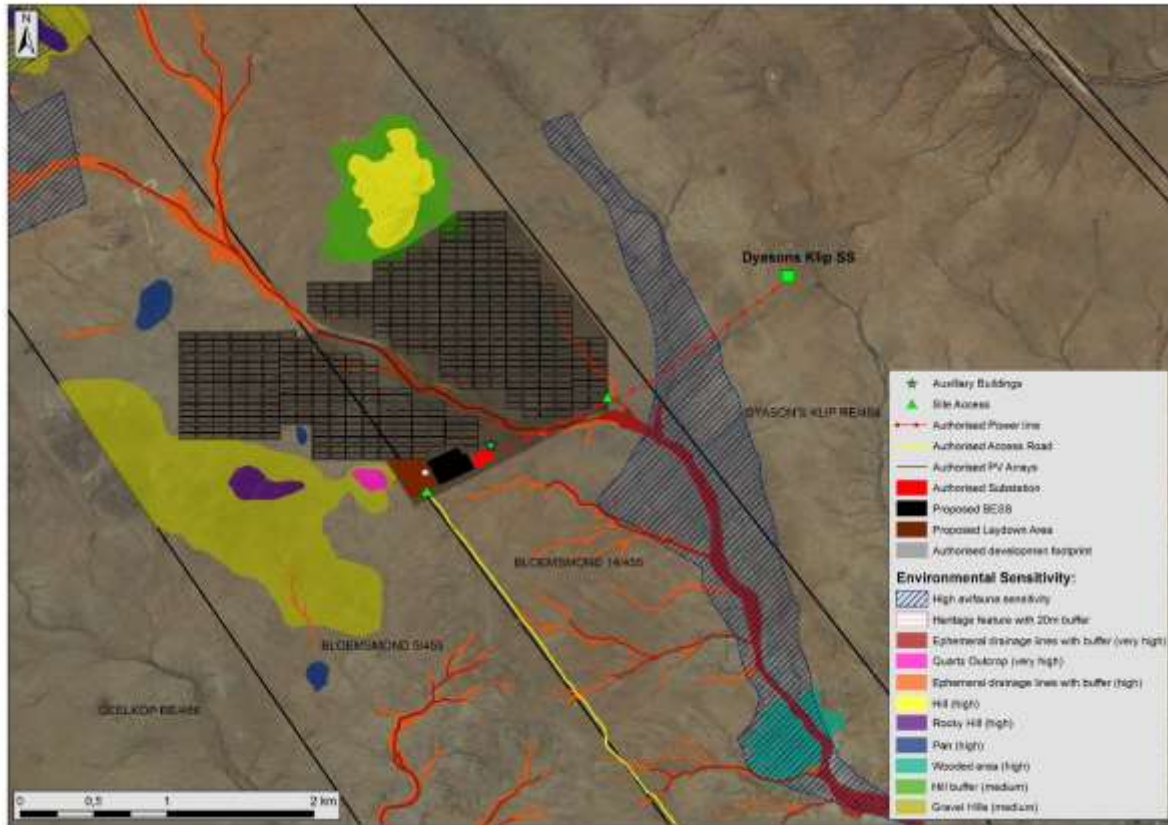 N
Dyasons Klip SS
DYASON'S KLIP RE/454
BLOEMSMOND 14/455
BLOEMSMOND 5/455
GEELKOP RE/456
0 0,5 1 2 km
Auxiliary Buildings
Site Access
Authorised Power line
Authorised Access Road
Authorised PV Arrays
Authorised Substation
Proposed BESS
Proposed Laydown Area
Authorised developmen footprint
Environmental Sensitivity:
High avifauna sensitivity
Heritage feature with 20m buffer
Ephemeral drainage lines with buffer (very high)
Quartz Outcrop (very high)
Ephemeral drainage lines with buffer (high)
Hill (high)
Rocky Hill (high)
Pan (high)
Wooded area (high)
Hill buffer (medium)
Gravel Hills (medium)